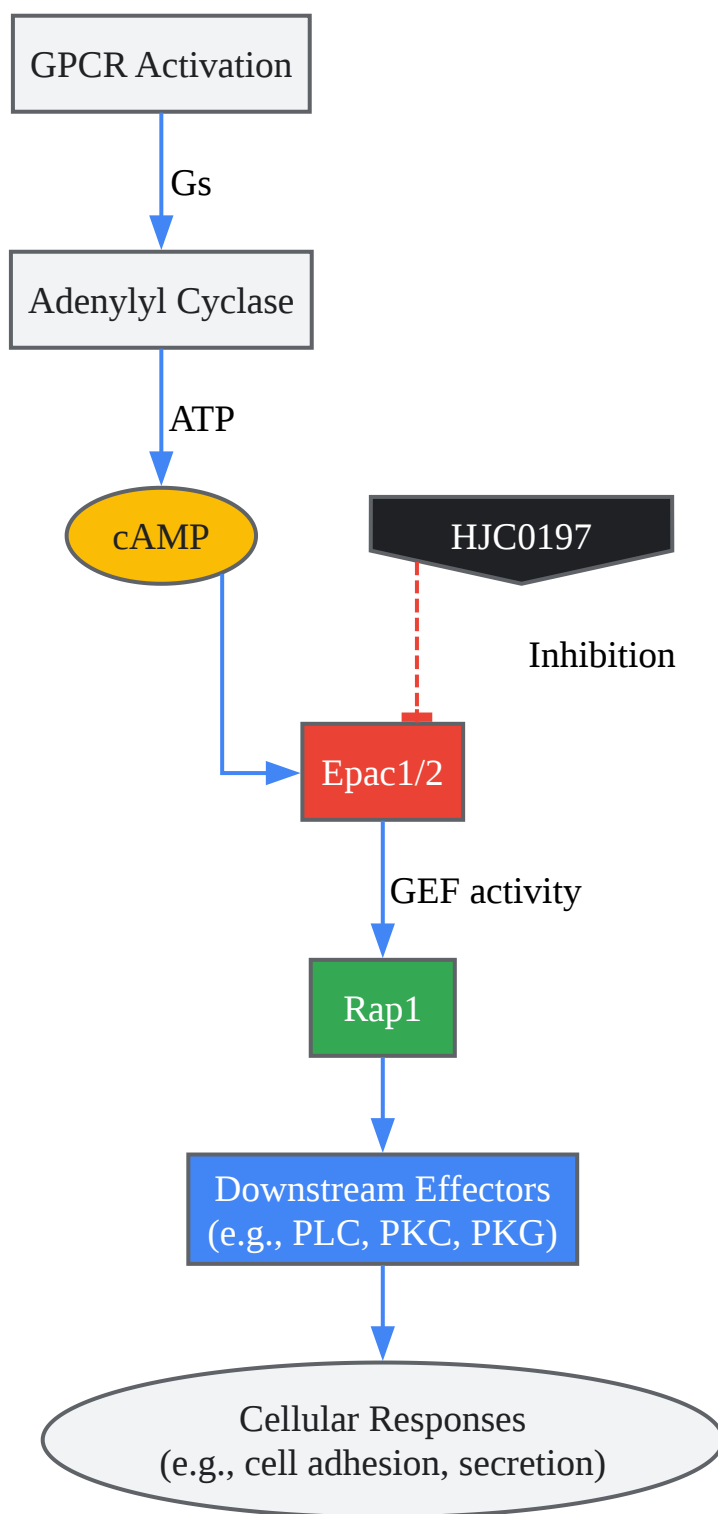 GPCR Activation
Gs
Adenylyl Cyclase
ATP
cAMP
HJC0197
Inhibition
Epac1/2
GEF activity
Rap1
Downstream Effectors
(e.g., PLC, PKC, PKG)
Cellular Responses
(e.g., cell adhesion, secretion)